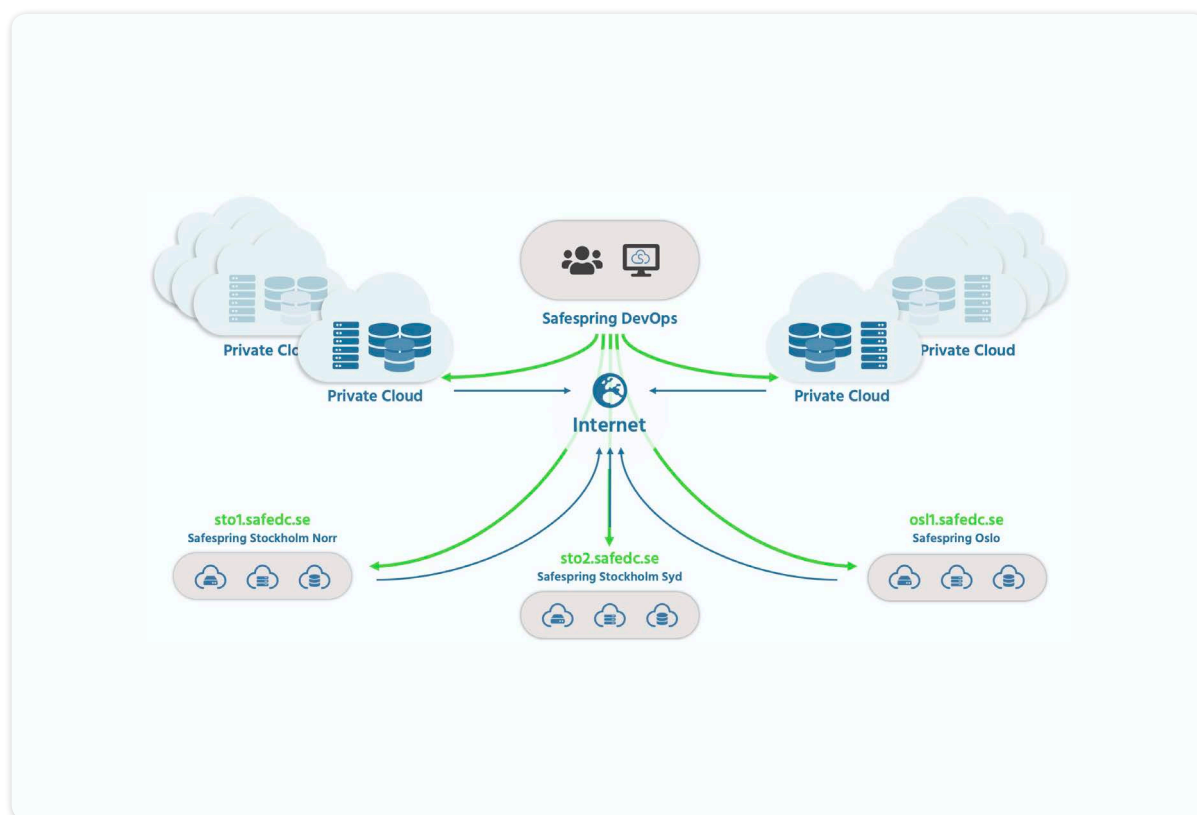 Safespring DevOps
Private Clo
Private Cloud
Private Cloud
Private Cloud
Internet
sto1.safedc.se
Safespring Stockholm Norr
sto2.safedc.se
Safespring Stockholm Syd
osl1.safedc.se
Safespring Oslo